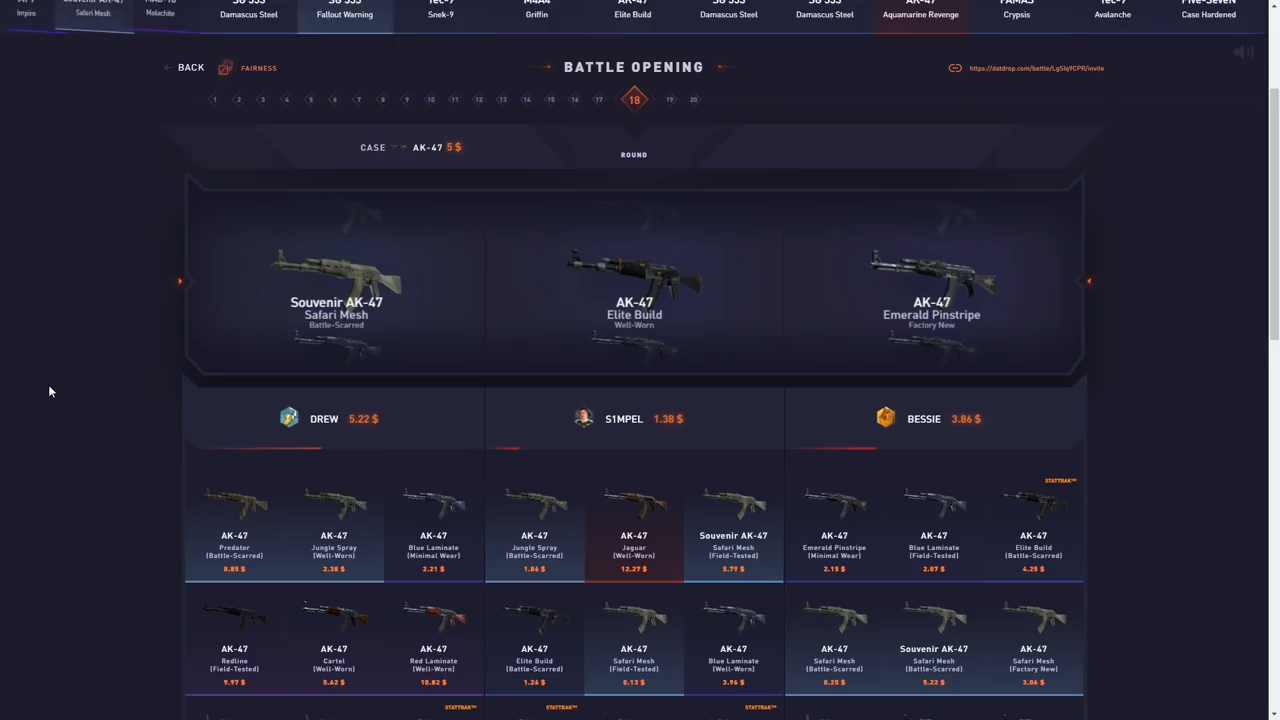 Impire
Safari Mesh
Malachite
Damascus Steel
Fallout Warning
Snek-9
Griffin
Elite Build
Damascus Steel
Damascus Steel
Aquamarine Revenge
Crypsis
Avalanche
Case Hardened
BACK
FAIRNESS
BATTLE OPENING
https://datdrop.com/battle/LgSiq9CPR/invite
1 2 3 4 5 6 7 8 9 10 11 12 13 14 15 16 17 18 19 20
CASE AK-47 5 $
ROUND
Souvenir AK-47
Safari Mesh
Battle-Scarred
AK-47
Elite Build
Well-Worn
AK-47
Emerald Pinstripe
Factory New
DREW 5.22 $
S1MPEL 1.38 $
BESSIE 3.86 $
AK-47
Predator
(Battle-Scarred)
0.85 $
AK-47
Jungle Spray
(Well-Worn)
2.38 $
AK-47
Blue Laminate
(Minimal Wear)
2.21 $
AK-47
Jungle Spray
(Battle-Scarred)
1.86 $
AK-47
Jaguar
(Well-Worn)
12.27 $
Souvenir AK-47
Safari Mesh
(Field-Tested)
5.79 $
AK-47
Emerald Pinstripe
(Minimal Wear)
2.15 $
AK-47
Blue Laminate
(Field-Tested)
2.07 $
STATTRAK™
AK-47
Elite Build
(Battle-Scarred)
4.25 $
AK-47
Redline
(Field-Tested)
9.97 $
AK-47
Cartel
(Well-Worn)
5.62 $
AK-47
Red Laminate
(Well-Worn)
10.82 $
AK-47
Elite Build
(Battle-Scarred)
1.26 $
AK-47
Safari Mesh
(Field-Tested)
0.13 $
AK-47
Blue Laminate
(Well-Worn)
3.96 $
AK-47
Safari Mesh
(Battle-Scarred)
0.25 $
Souvenir AK-47
Safari Mesh
(Battle-Scarred)
5.22 $
AK-47
Safari Mesh
(Factory New)
3.06 $
STATTRAK™
STATTRAK™
STATTRAK™